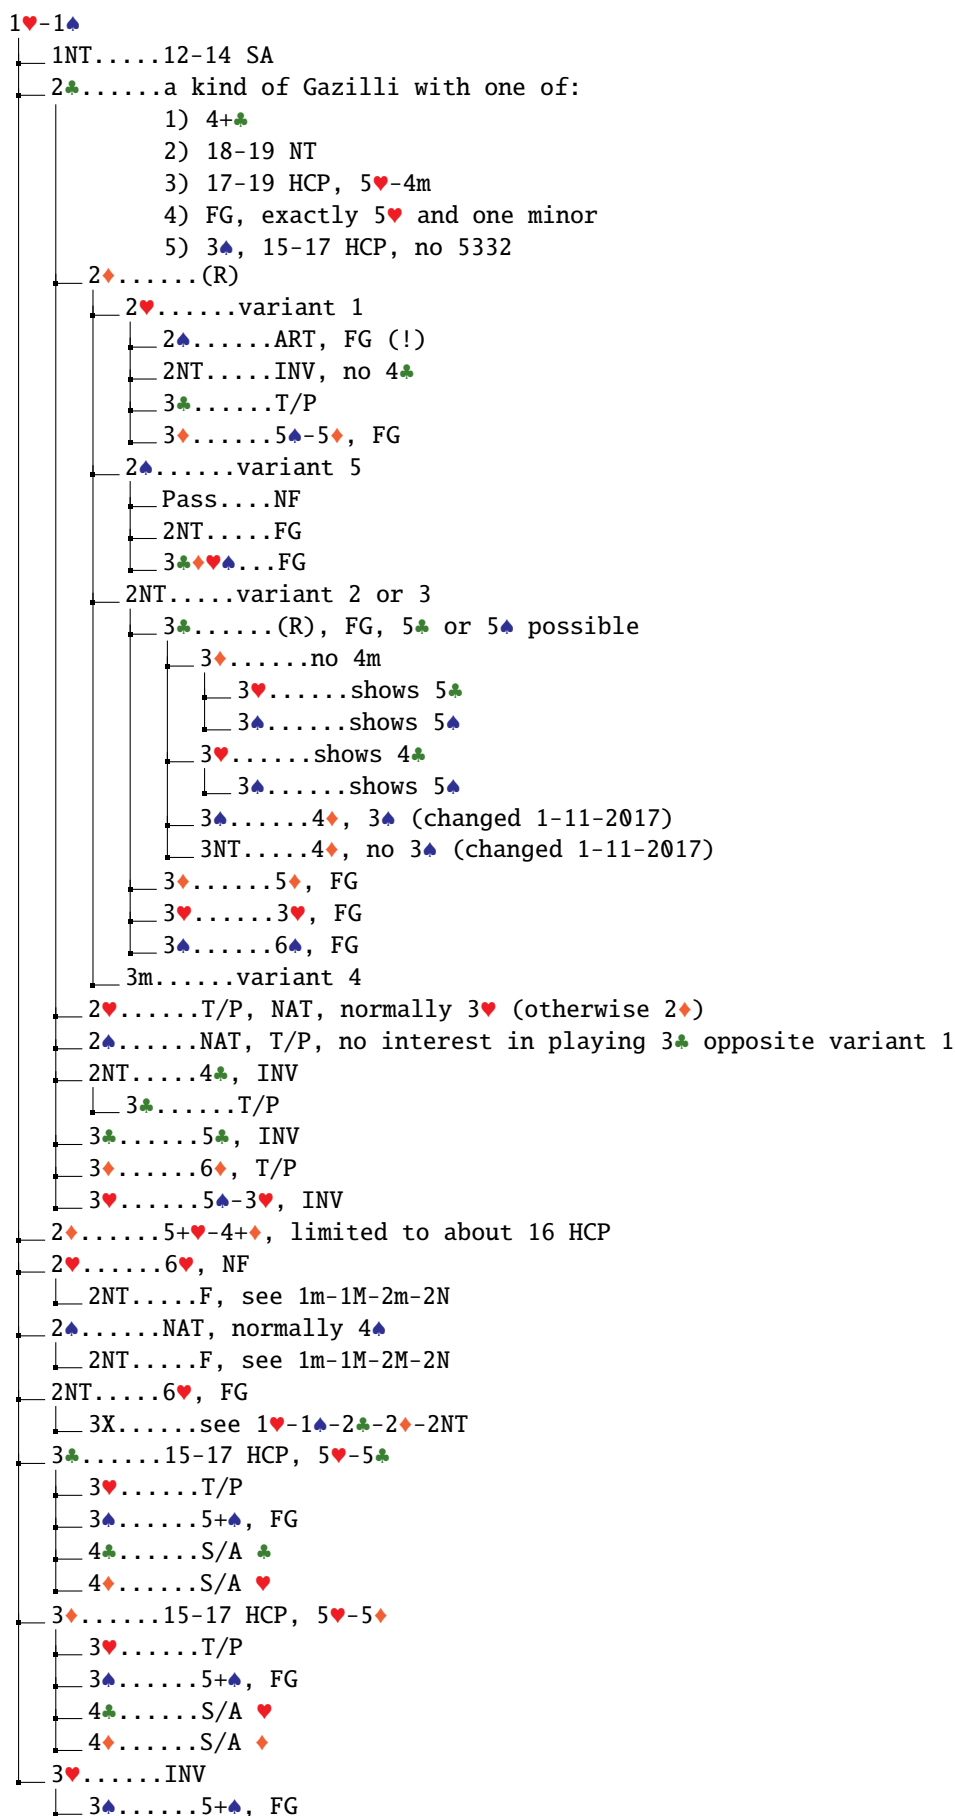 1♥-1♠
1NT.....12-14 SA
2♣......a kind of Gazilli with one of:
1) 4+♣
2) 18-19 NT
3) 17-19 HCP, 5♥-4m
4) FG, exactly 5♥ and one minor
5) 3♠, 15-17 HCP, no 5332
2♦......(R)
2♥......variant 1
2♠......ART, FG (!)
2NT.....INV, no 4♣
3♣......T/P
3♦......5♠-5♦, FG
2♠......variant 5
Pass....NF
2NT.....FG
3♣♦♥♠...FG
2NT.....variant 2 or 3
3♣......(R), FG, 5♣ or 5♠ possible
3♦......no 4m
3♥......shows 5♣
3♠......shows 5♠
3♥......shows 4♣
3♠......shows 5♠
3♠......4♦, 3♠ (changed 1-11-2017)
3NT.....4♦, no 3♠ (changed 1-11-2017)
3♦......5♦, FG
3♥......3♥, FG
3♠......6♠, FG
3m......variant 4
2♥......T/P, NAT, normally 3♥ (otherwise 2♦)
2♠......NAT, T/P, no interest in playing 3♣ opposite variant 1
2NT.....4♣, INV
3♣......T/P
3♣......5♣, INV
3♦......6♦, T/P
3♥......5♠-3♥, INV
2♦......5+♥-4+♦, limited to about 16 HCP
2♥......6♥, NF
2NT.....F, see 1m-1M-2m-2N
2♠......NAT, normally 4♠
2NT.....F, see 1m-1M-2M-2N
2NT.....6♥, FG
3X......see 1♥-1♠-2♣-2♦-2NT
3♣......15-17 HCP, 5♥-5♣
3♥......T/P
3♠......5+♠, FG
4♣......S/A ♣
4♦......S/A ♥
3♦......15-17 HCP, 5♥-5♦
3♥......T/P
3♠......5+♠, FG
4♣......S/A ♥
4♦......S/A ♦
3♥......INV
3♠......5+♠, FG